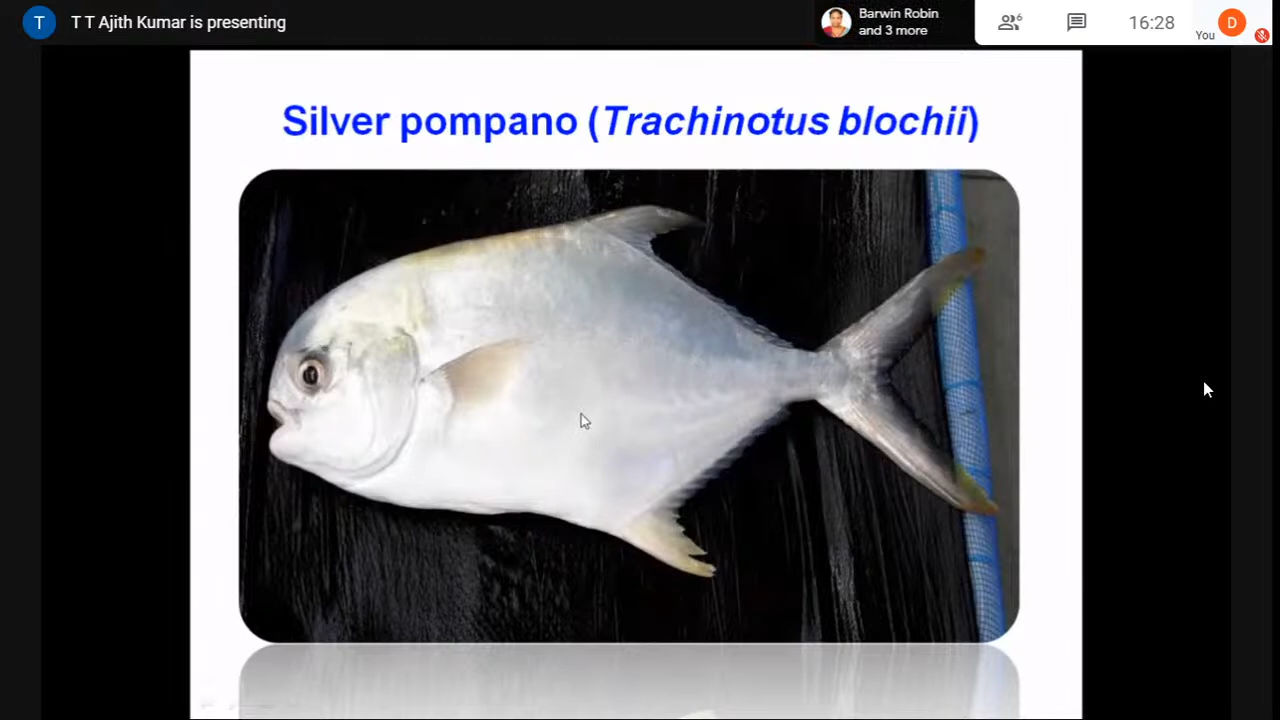 T
T T Ajith Kumar is presenting
Barwin Robin
and 3 more
6
16:28
You
D
Silver pompano (Trachinotus blochii)